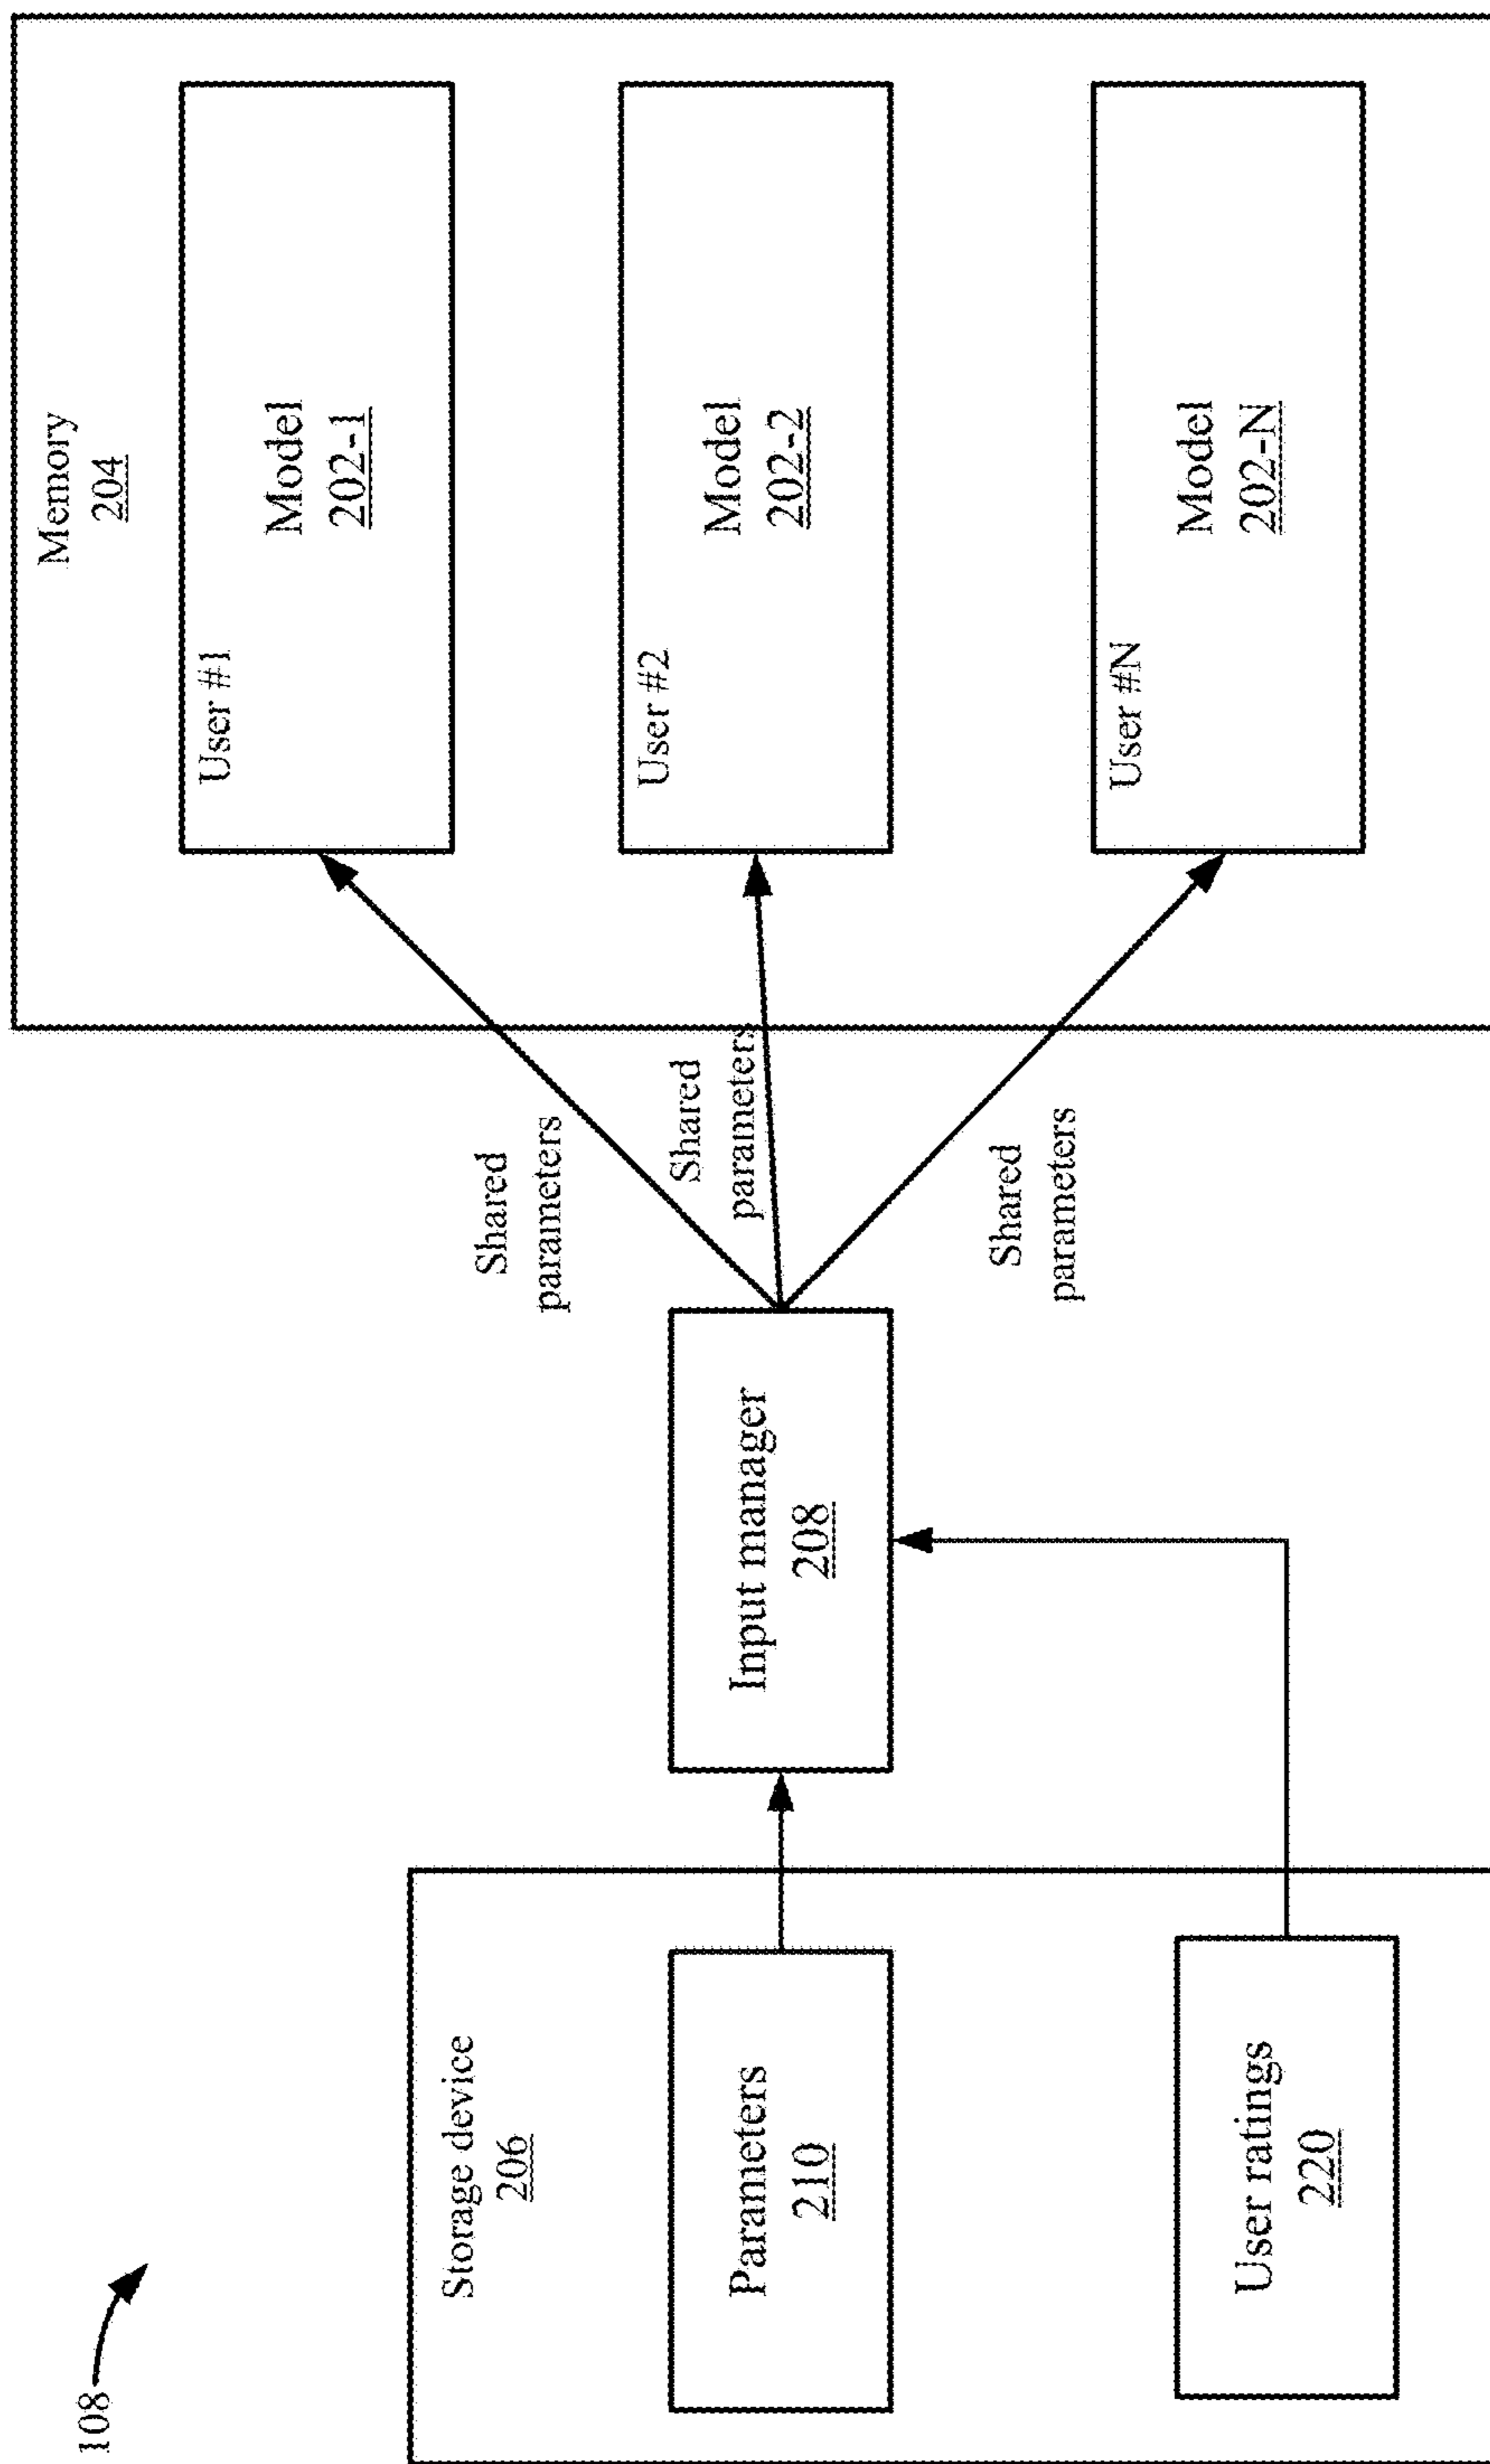 108
Storage device
206
Parameters
210
User ratings
220
Input manager
208
Shared
parameters
Shared
parameters
Shared
parameters
Memory
204
User #1
Model
202-1
User #2
Model
202-2
User #N
Model
202-N